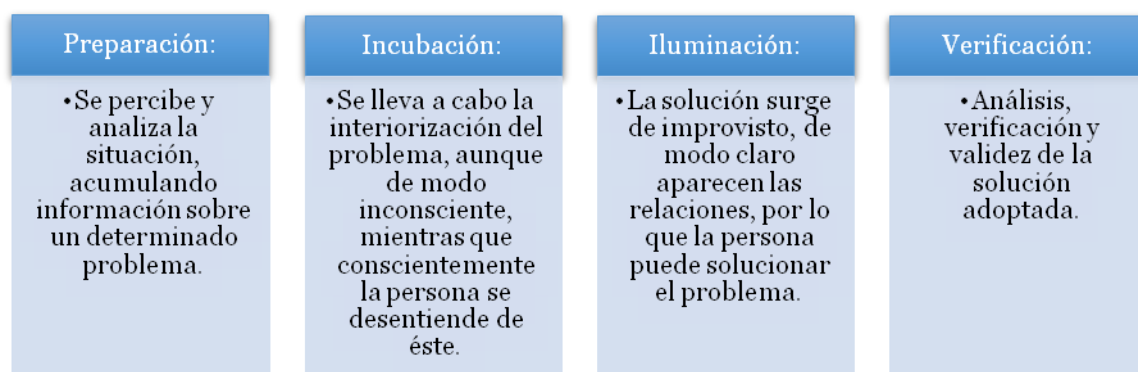 Preparación:
•Se percibe y
analiza la
situación,
acumulando
información sobre
un determinado
problema.
Incubación:
•Se lleva a cabo la
interiorización del
problema, aunque
de modo
inconsciente,
mientras que
conscientemente
la persona se
desentiende de
éste.
Iluminación:
•La solución surge
de improvisto, de
modo claro
aparecen las
relaciones, por lo
que la persona
puede solucionar
el problema.
Verificación:
•Análisis,
verificación y
validez de la
solución
adoptada.